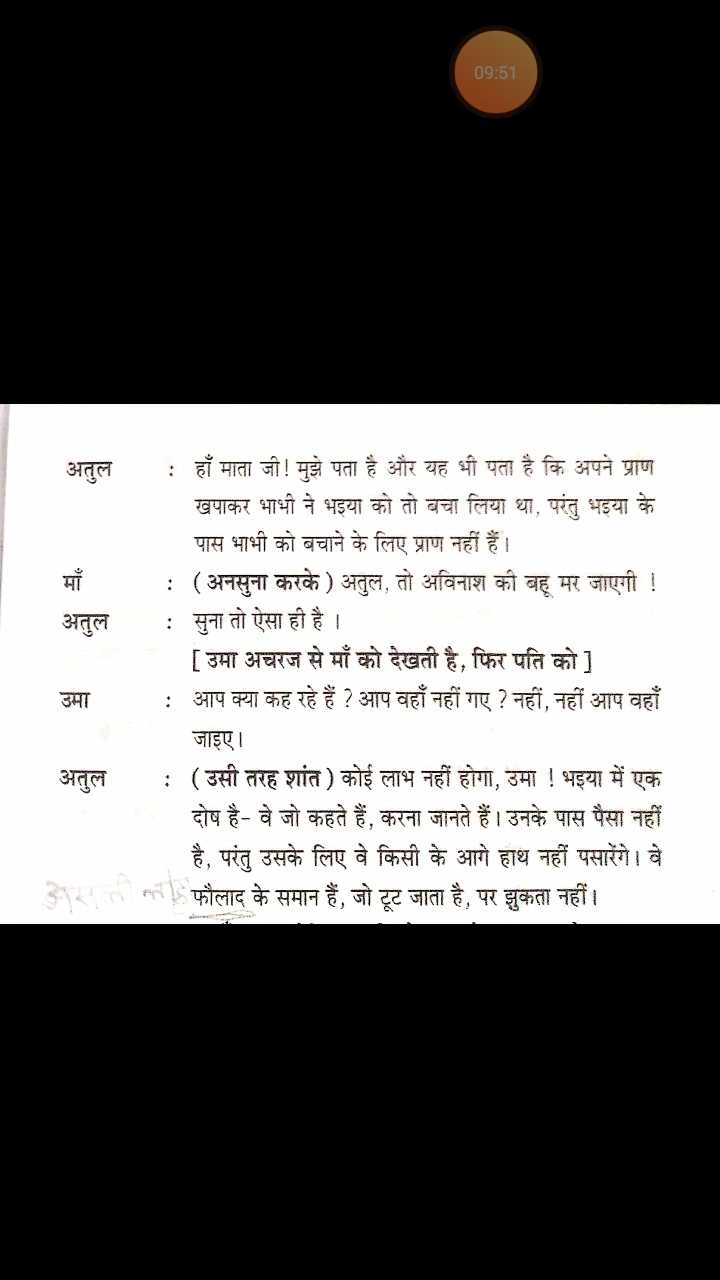 09:51
अतुल : हाँ माता जी! मुझे पता है और यह भी पता है कि अपने प्राण
खपाकर भाभी ने भइया को तो बचा लिया था, परंतु भइया के
पास भाभी को बचाने के लिए प्राण नहीं हैं।
माँ : ( अनसुना करके ) अतुल, तो अविनाश की बहू मर जाएगी !
अतुल : सुना तो ऐसा ही है ।
[ उमा अचरज से माँ को देखती है, फिर पति को ]
उमा : आप क्या कह रहे हैं ? आप वहाँ नहीं गए ? नहीं, नहीं आप वहाँ
जाइए।
अतुल : ( उसी तरह शांत ) कोई लाभ नहीं होगा, उमा ! भइया में एक
दोष है- वे जो कहते हैं, करना जानते हैं। उनके पास पैसा नहीं
है, परंतु उसके लिए वे किसी के आगे हाथ नहीं पसारेंगे। वे
फौलाद के समान हैं, जो टूट जाता है, पर झुकता नहीं।